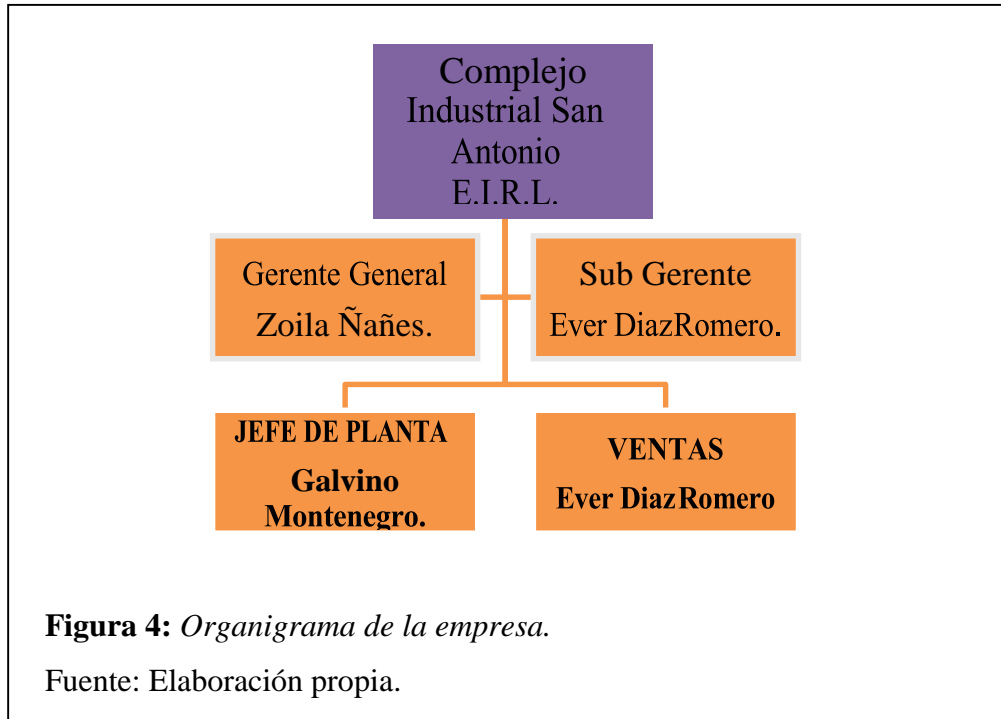 Complejo
Industrial San
Antonio
E.I.R.L.
Gerente General
Zoila Ñañes.
Sub Gerente
Ever DiazRomero.
JEFE DE PLANTA
Galvino
Montenegro.
VENTAS
Ever DiazRomero
Figura 4: Organigrama de la empresa.
Fuente: Elaboración propia.